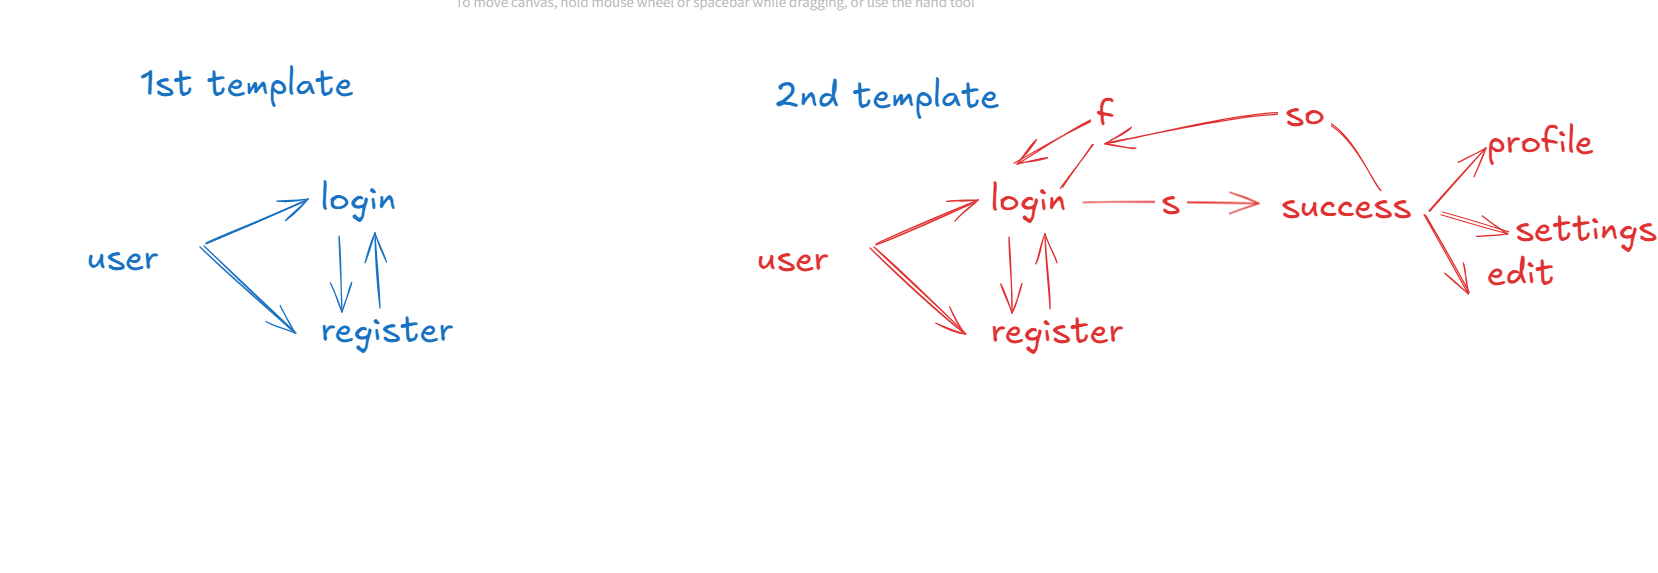 To move canvas, hold mouse wheel or spacebar while dragging, or use the hand tool
1st template
login
user
register
2nd template
f
so
profile
login
s
success
settings
user
edit
register